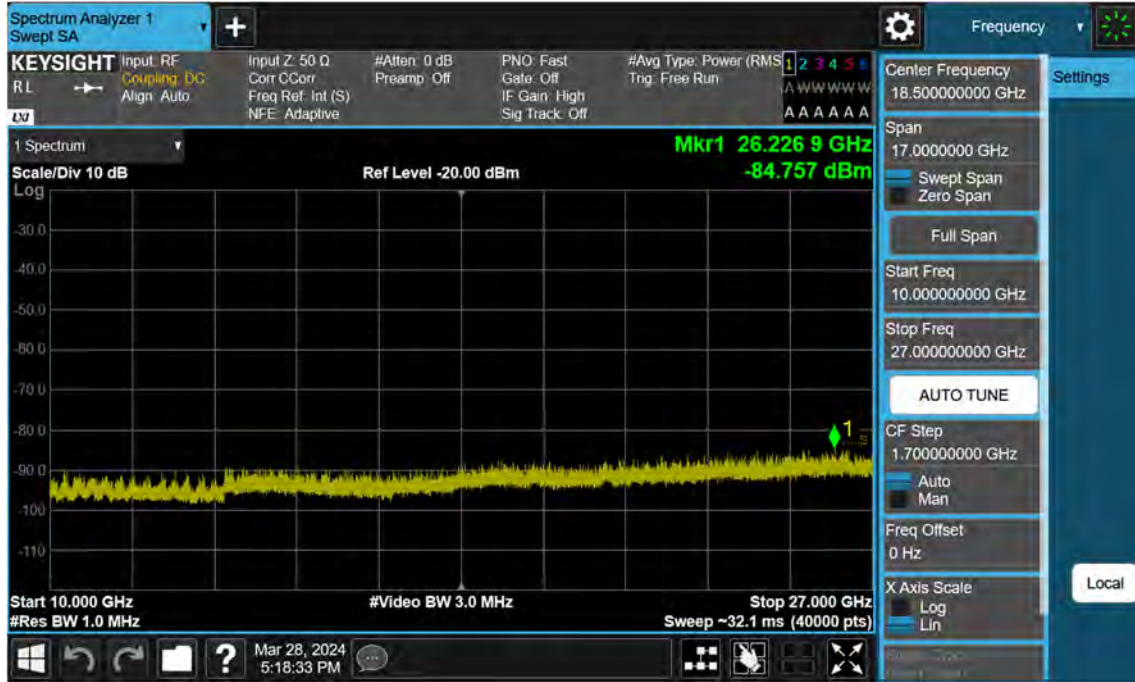 Spectrum Analyzer 1
Swept SA
Frequency
KEYSIGHT
R L
LXI
Input: RF
Coupling: DC
Align: Auto
Input Z: 50 Ω
Corr CCorr
Freq Ref: Int (S)
NFE: Adaptive
#Atten: 0 dB
Preamp: Off
PNO: Fast
Gate: Off
IF Gain: High
Sig Track: Off
#Avg Type: Power (RMS
Trig: Free Run
1 2 3 4 5 6
A W W W W W
A A A A A A
1 Spectrum
Scale/Div 10 dB
Ref Level -20.00 dBm
Mkr1 26.226 9 GHz
-84.757 dBm
Log
-30.0
-40.0
-50.0
-60.0
-70.0
-80.0
-90.0
-100
-110
1
Start 10.000 GHz
#Video BW 3.0 MHz
Stop 27.000 GHz
#Res BW 1.0 MHz
Sweep ~32.1 ms (40000 pts)
Mar 28, 2024
5:18:33 PM
Center Frequency
18.500000000 GHz
Settings
Span
17.0000000 GHz
Swept Span
Zero Span
Full Span
Start Freq
10.000000000 GHz
Stop Freq
27.000000000 GHz
AUTO TUNE
CF Step
1.700000000 GHz
Auto
Man
Freq Offset
0 Hz
X Axis Scale
Log
Lin
Local